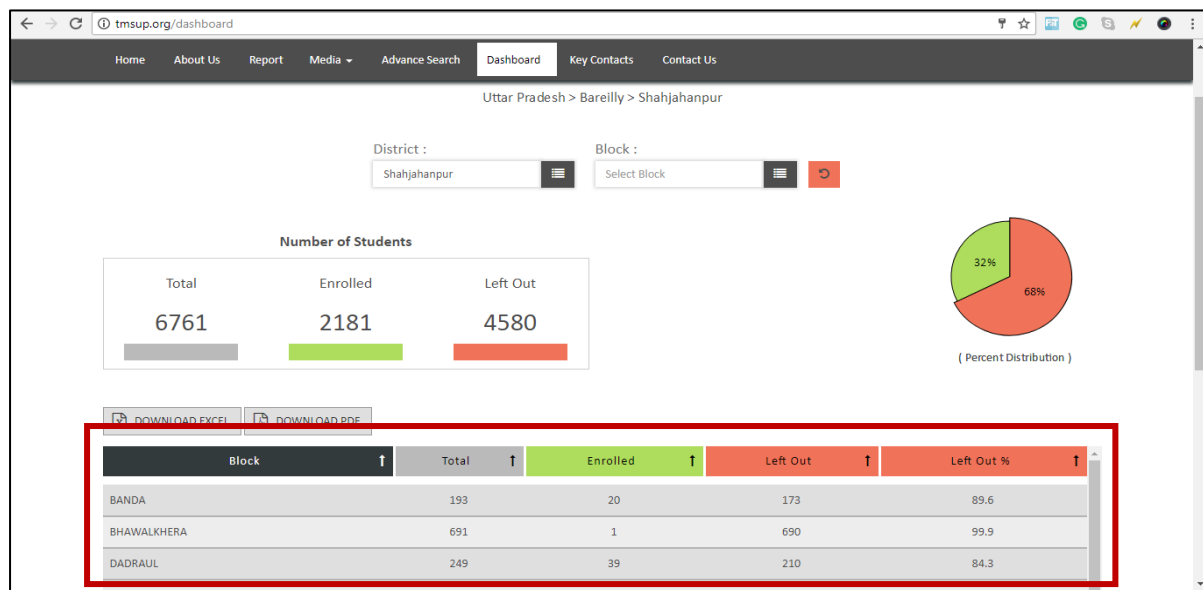 tmsup.org/dashboard
Home About Us Report Media Advance Search Dashboard Key Contacts Contact Us
Uttar Pradesh > Bareilly > Shahjahanpur
District : Block :
Shahjahanpur Select Block
Number of Students
Total Enrolled Left Out
6761 2181 4580
32%
68%
( Percent Distribution )
DOWNLOAD EXCEL DOWNLOAD PDF
Block Total Enrolled Left Out Left Out %
BANDA 193 20 173 89.6
BHAWALKHERA 691 1 690 99.9
DADRAUL 249 39 210 84.3